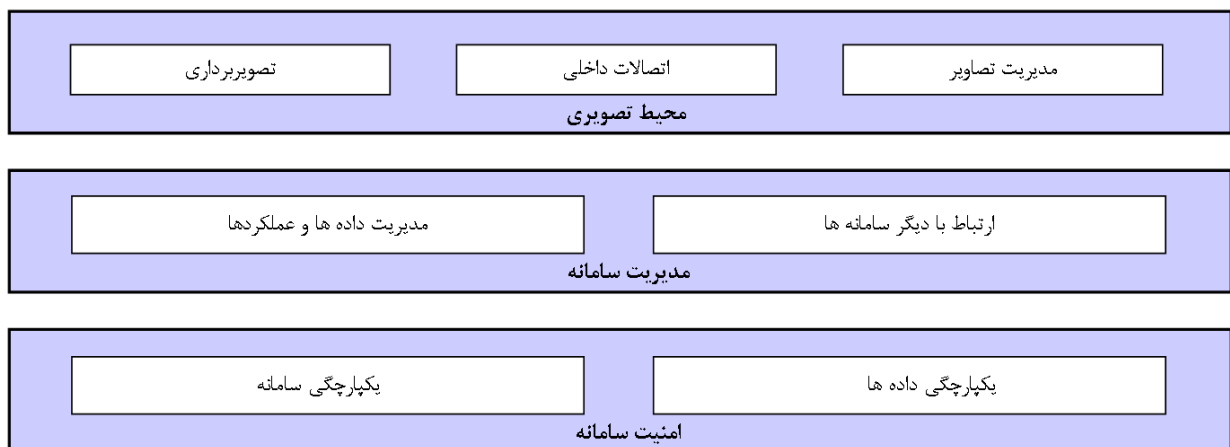 مدیریت تصاویر
اتصالات داخلی
تصویربرداری
محیط تصویری
ارتباط با دیگر سامانه ها
مدیریت داده ها و عملکردها
مدیریت سامانه
یکپارچگی داده ها
یکپارچگی سامانه
امنیت سامانه